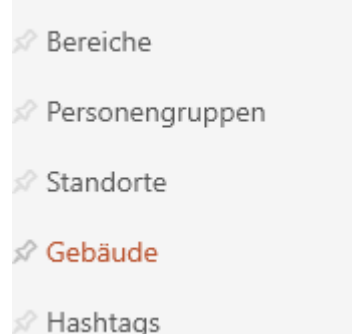 Bereiche
Personengruppen
Standorte
Gebäude
Hashtags